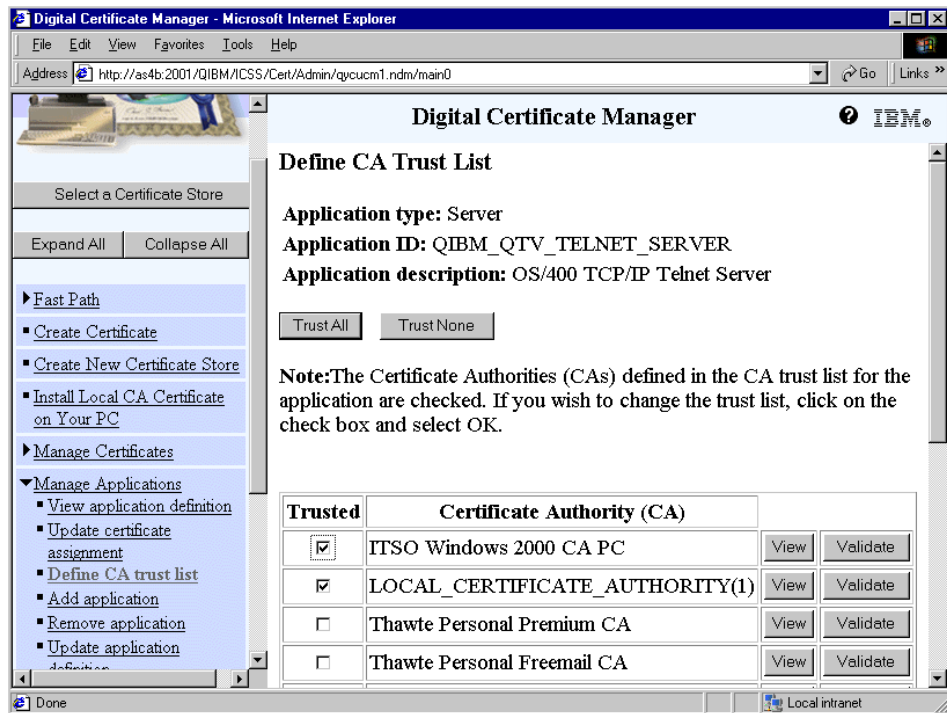 Digital Certificate Manager - Microsoft Internet Explorer
File Edit View Favorites Tools Help
Address http://as4b:2001/QIBM/ICSS/Cert/Admin/qycucm1.ndm/main0 Go Links »
Select a Certificate Store
Expand All Collapse All
Fast Path
Create Certificate
Create New Certificate Store
Install Local CA Certificate
on Your PC
Manage Certificates
Manage Applications
View application definition
Update certificate
assignment
Define CA trust list
Add application
Remove application
Update application
definition
Digital Certificate Manager
? IBM®
Define CA Trust List
Application type: Server
Application ID: QIBM_QTV_TELNET_SERVER
Application description: OS/400 TCP/IP Telnet Server
Trust All Trust None
Note:The Certificate Authorities (CAs) defined in the CA trust list for the
application are checked. If you wish to change the trust list, click on the
check box and select OK.
Trusted Certificate Authority (CA)
ITSO Windows 2000 CA PC View Validate
LOCAL_CERTIFICATE_AUTHORITY(1) View Validate
Thawte Personal Premium CA View Validate
Thawte Personal Freemail CA View Validate
Done Local intranet